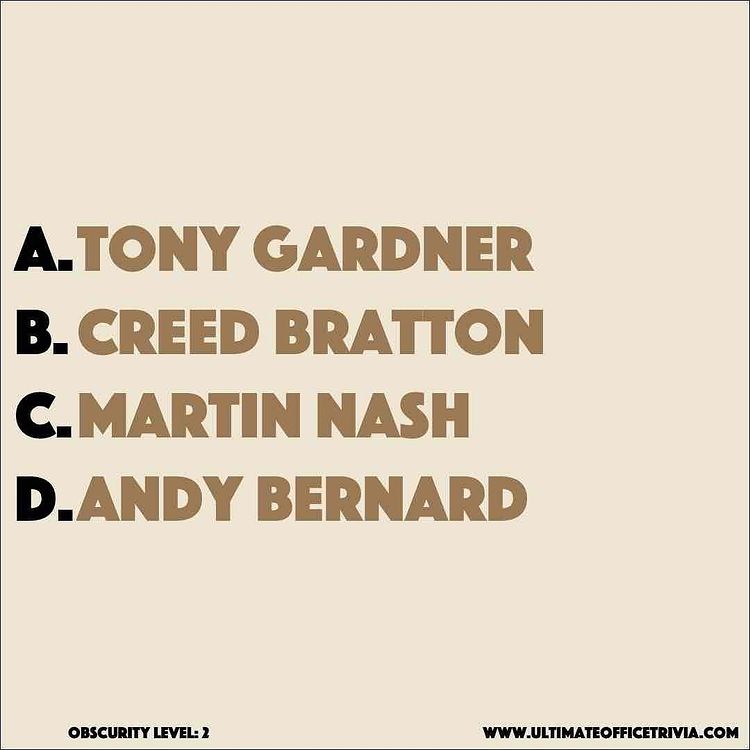 A. TONY GARDNER
B. CREED BRATTON
C. MARTIN NASH
D. ANDY BERNARD
OBSCURITY LEVEL: 2
WWW.ULTIMATEOFFICETRIVIA.COM